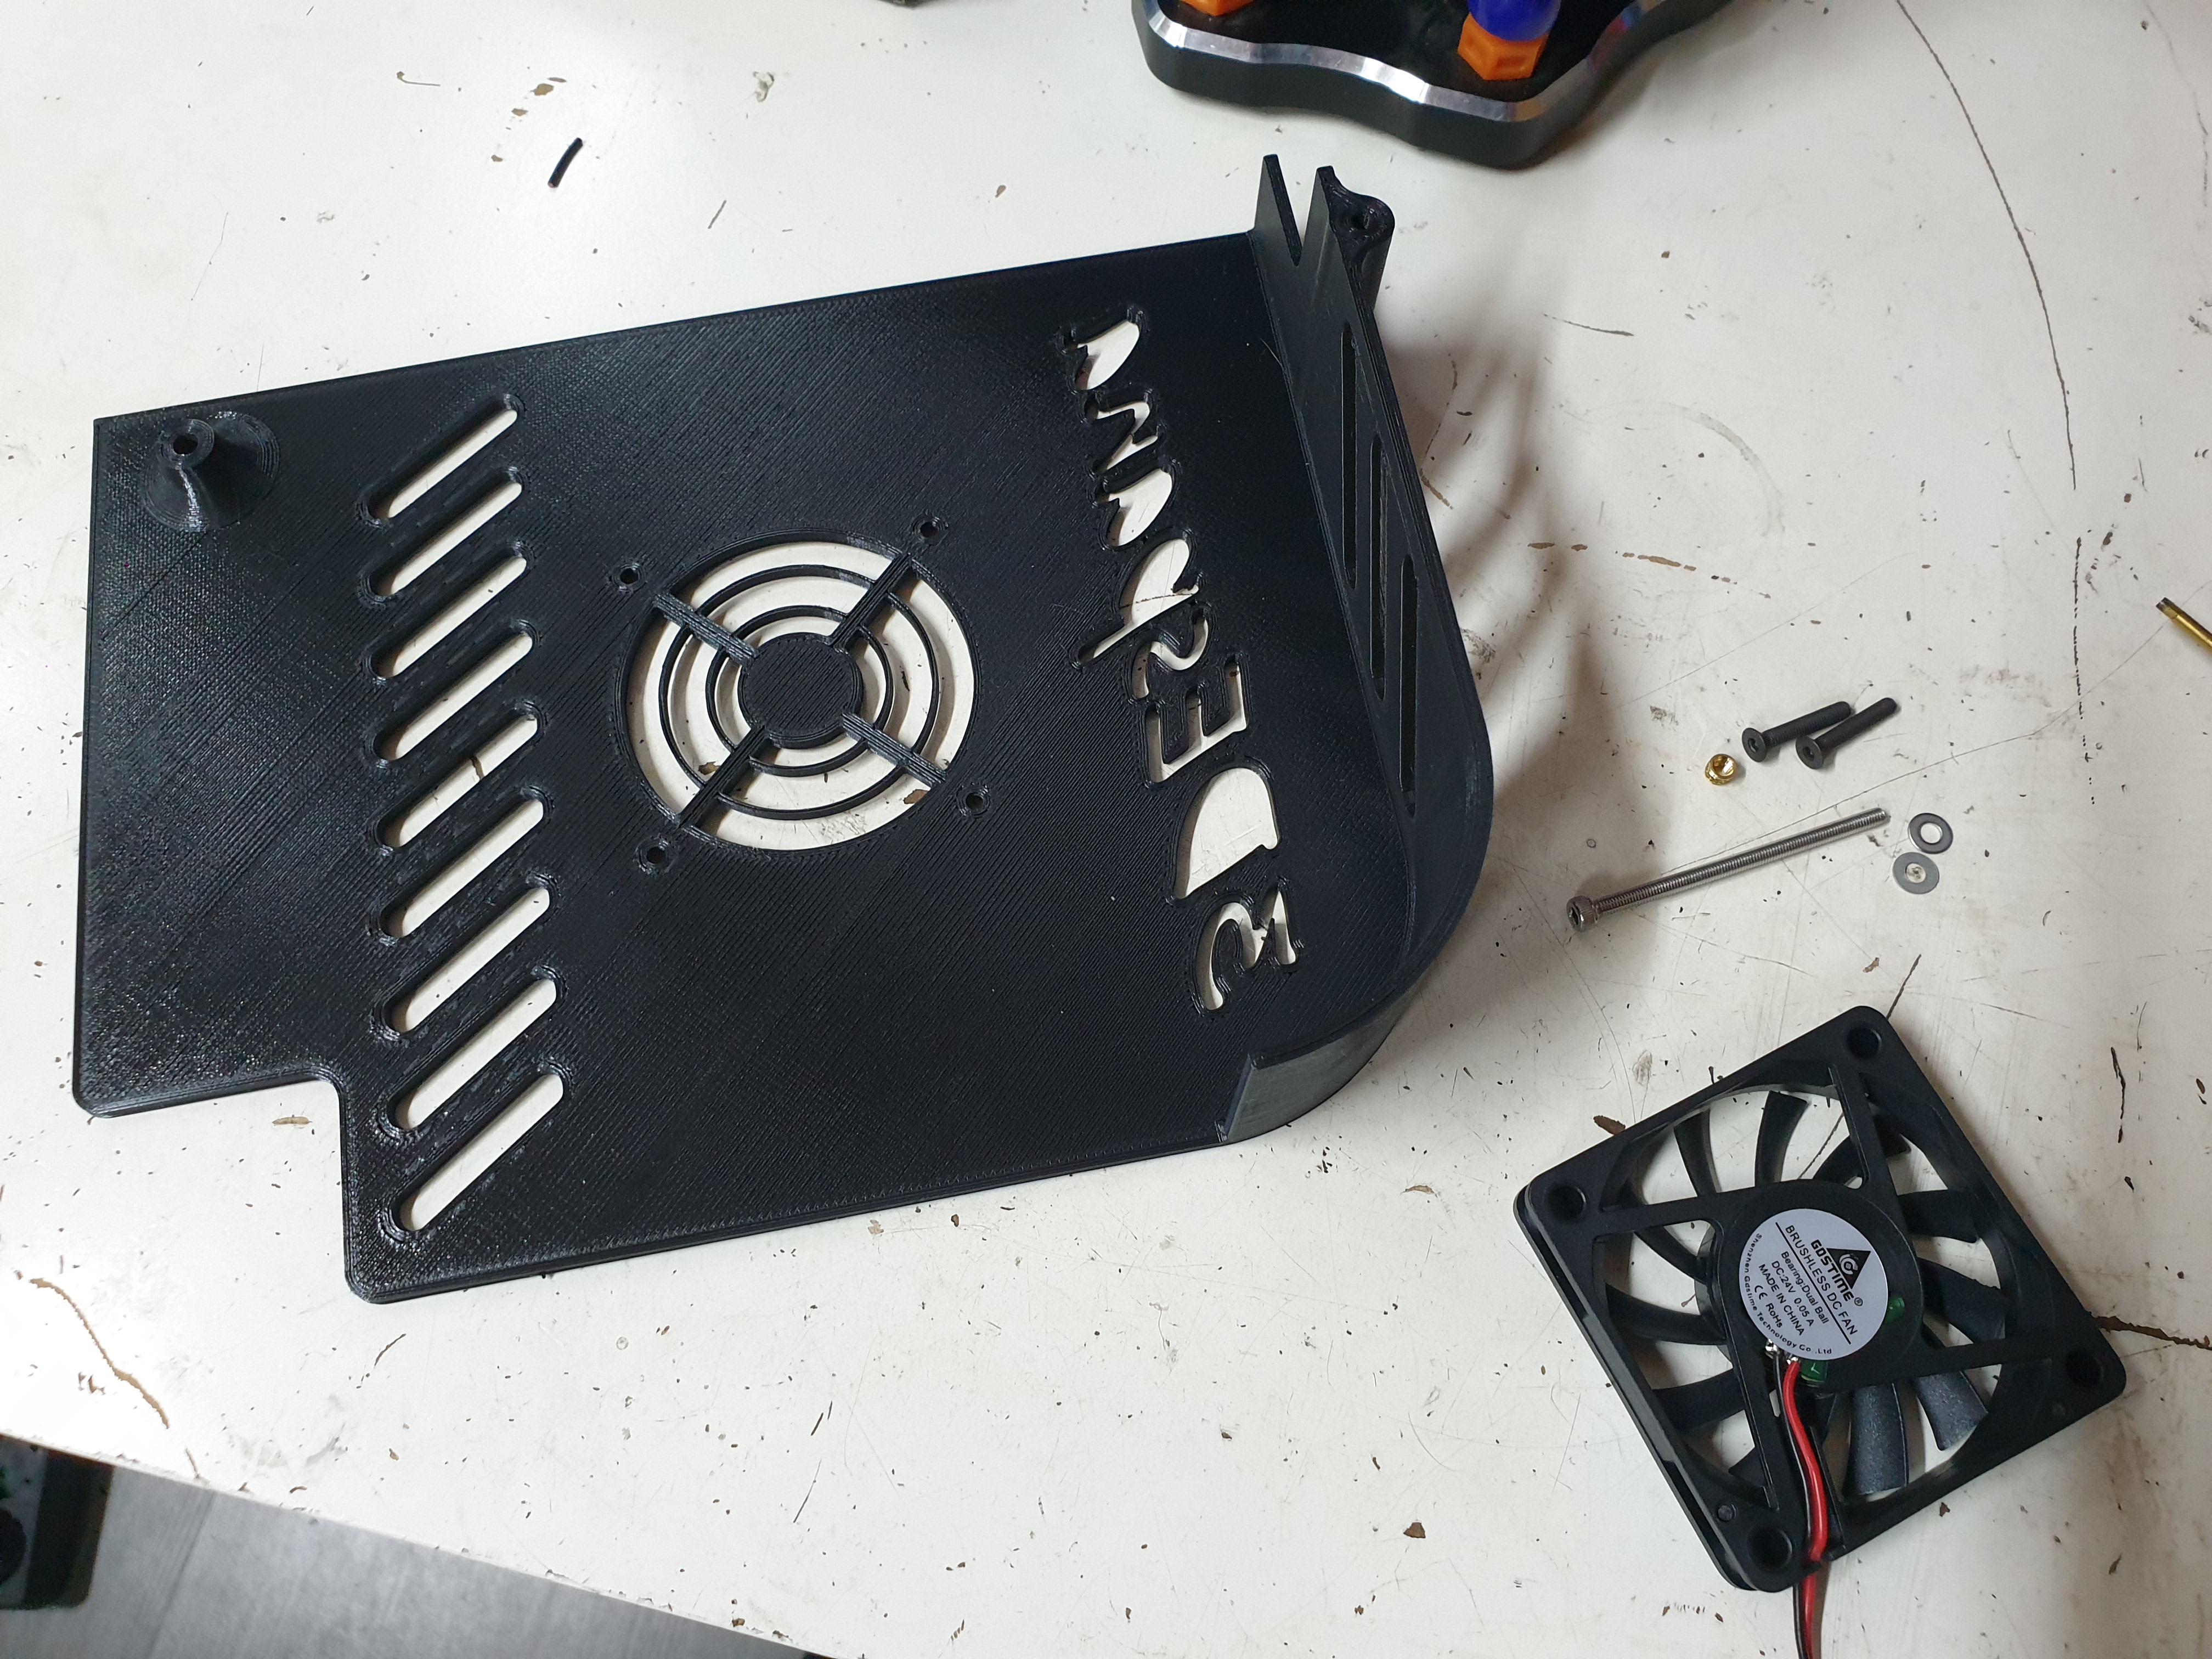 3DEspana
GDSTIME ®
BRUSHLESS DC FAN
Bearing:Dual Ball
DC:24V 0.05 A
MADE IN CHINA
CE RoHs
Shenzhen Gdstime Technology Co.,Ltd